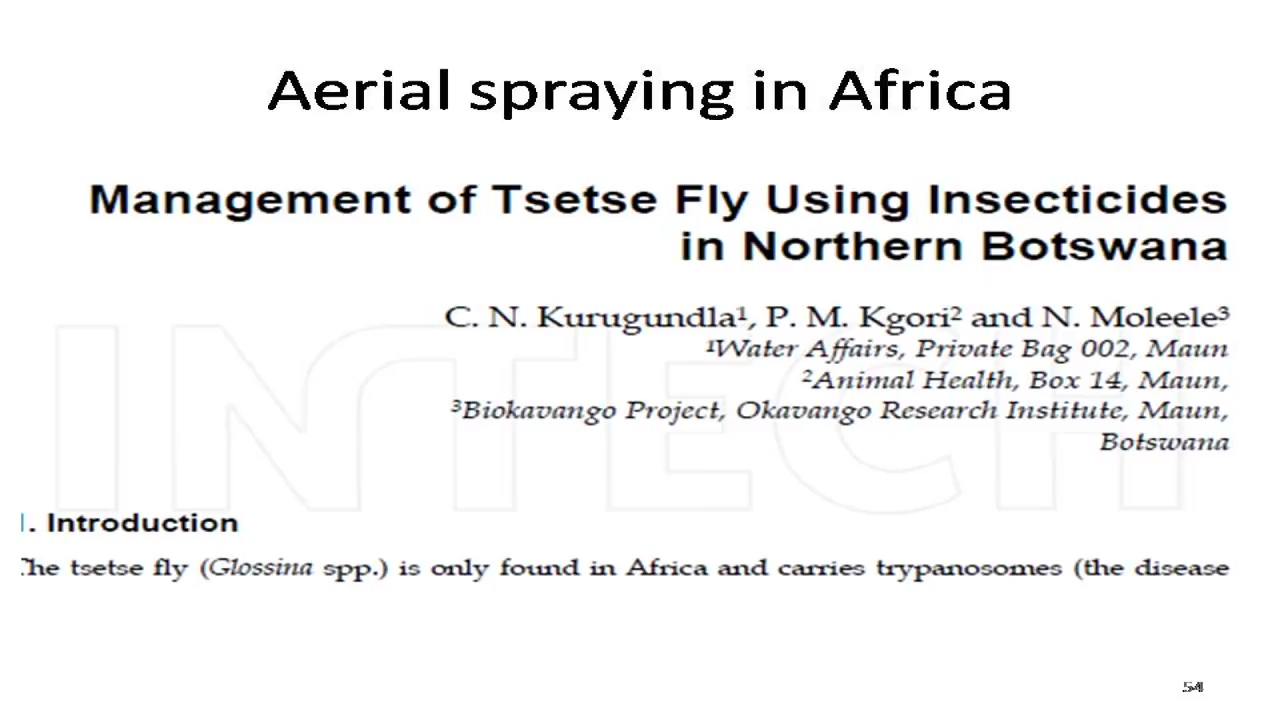 Aerial spraying in Africa
Management of Tsetse Fly Using Insecticides
in Northern Botswana
C. N. Kurugundla¹, P. M. Kgori² and N. Moleele³
¹Water Affairs, Private Bag 002, Maun
²Animal Health, Box 14, Maun,
³Biokavango Project, Okavango Research Institute, Maun,
Botswana
INTECH
. Introduction
The tsetse fly (Glossina spp.) is only found in Africa and carries trypanosomes (the disease
54